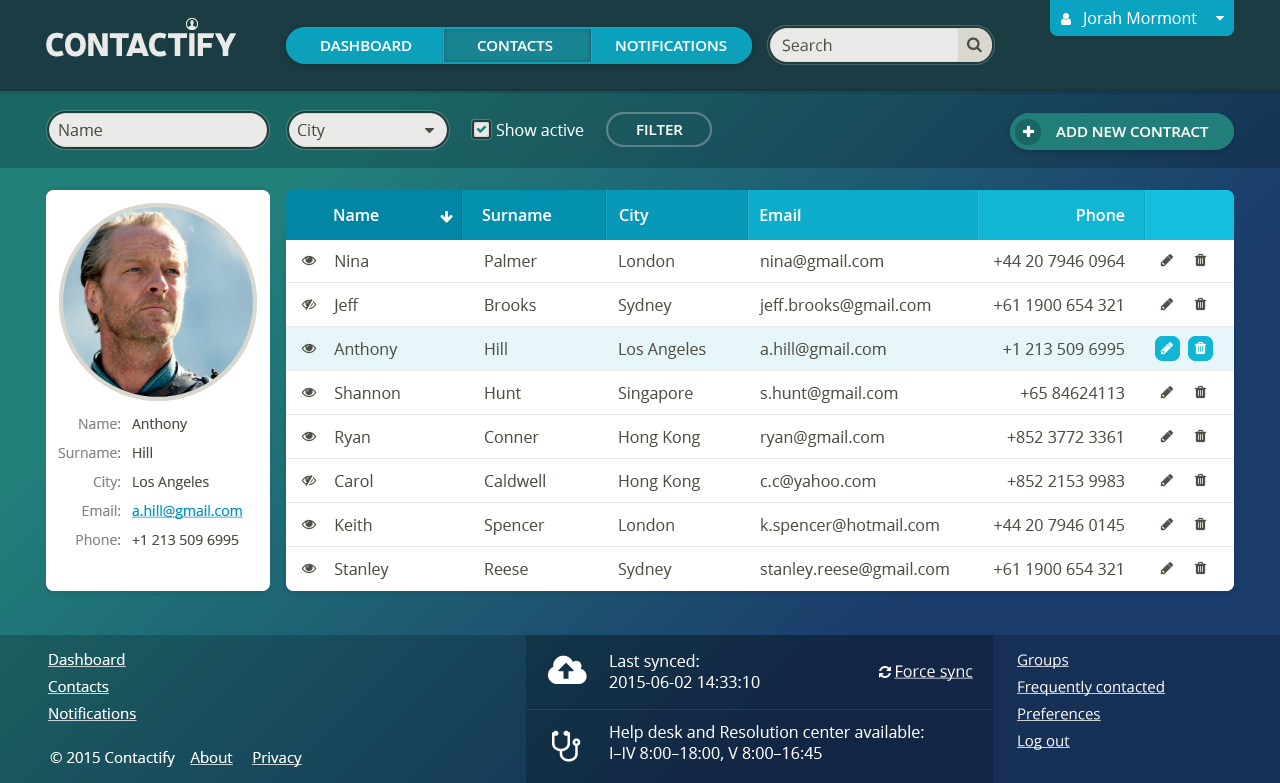 CONTACTIFY
DASHBOARD CONTACTS NOTIFICATIONS
Search
Jorah Mormont
Name
City
Show active
FILTER
ADD NEW CONTRACT
Name: Anthony
Surname: Hill
City: Los Angeles
Email: a.hill@gmail.com
Phone: +1 213 509 6995
Name Surname City Email Phone
Nina Palmer London nina@gmail.com +44 20 7946 0964
Jeff Brooks Sydney jeff.brooks@gmail.com +61 1900 654 321
Anthony Hill Los Angeles a.hill@gmail.com +1 213 509 6995
Shannon Hunt Singapore s.hunt@gmail.com +65 84624113
Ryan Conner Hong Kong ryan@gmail.com +852 3772 3361
Carol Caldwell Hong Kong c.c@yahoo.com +852 2153 9983
Keith Spencer London k.spencer@hotmail.com +44 20 7946 0145
Stanley Reese Sydney stanley.reese@gmail.com +61 1900 654 321
Dashboard
Contacts
Notifications
© 2015 Contactify About Privacy
Last synced:
2015-06-02 14:33:10
Force sync
Help desk and Resolution center available:
I–IV 8:00–18:00, V 8:00–16:45
Groups
Frequently contacted
Preferences
Log out